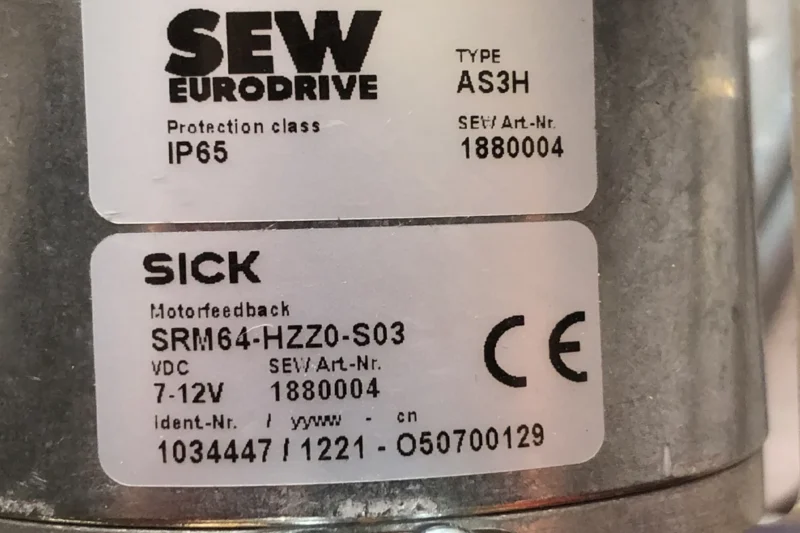 SEW
EURODRIVE
TYPE
AS3H
Protection class
IP65
SEW Art.-Nr.
1880004
SICK
Motorfeedback
SRM64-HZZ0-S03
VDC SEW Art.-Nr.
7-12V 1880004
Ident.-Nr. / yyww - cn
1034447 / 1221 - O50700129
CE